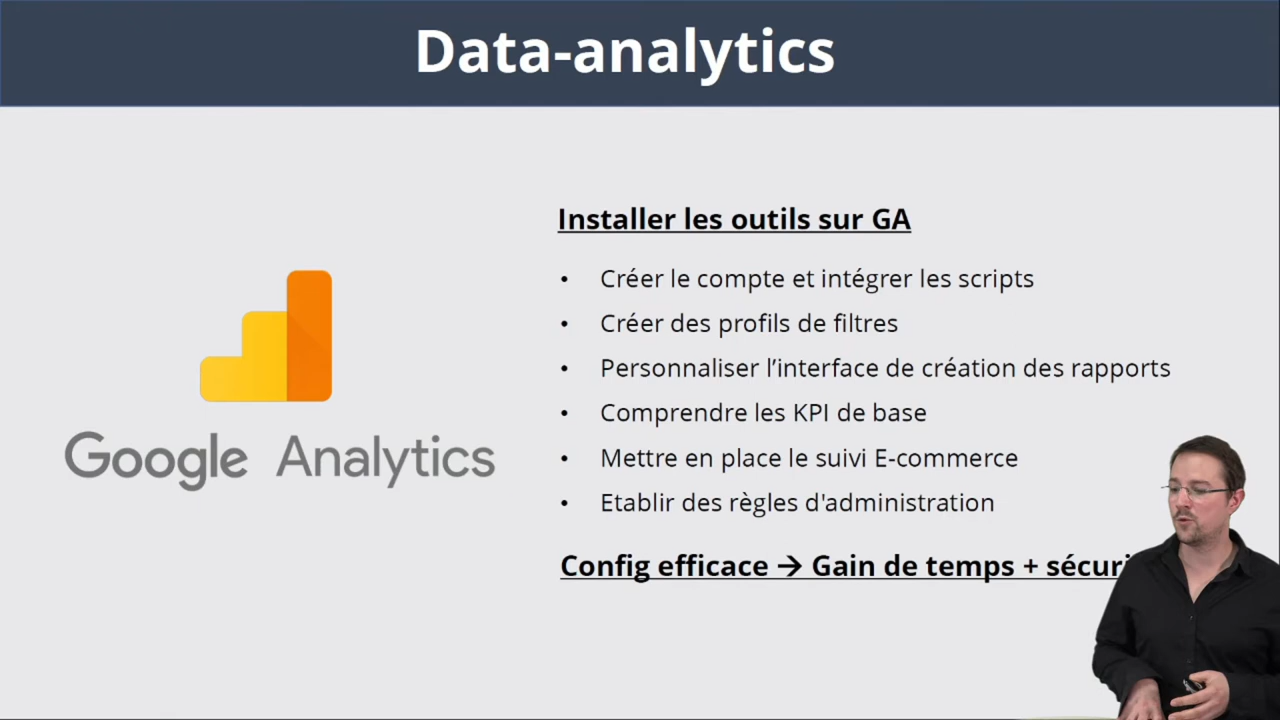 Data-analytics
Installer les outils sur GA
• Créer le compte et intégrer les scripts
• Créer des profils de filtres
• Personnaliser l’interface de création des rapports
• Comprendre les KPI de base
• Mettre en place le suivi E-commerce
• Etablir des règles d'administration
Google Analytics
Config efficace → Gain de temps +